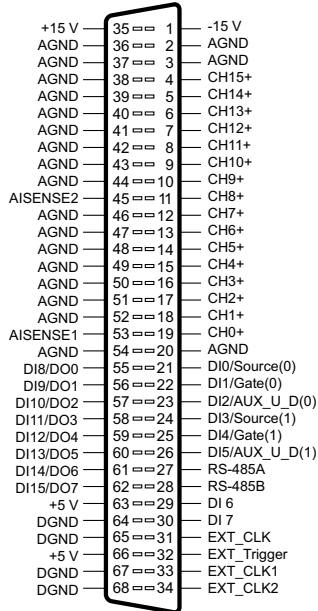 +15 V 35 1 -15 V
AGND 36 2 AGND
AGND 37 3 AGND
AGND 38 4 CH15+
AGND 39 5 CH14+
AGND 40 6 CH13+
AGND 41 7 CH12+
AGND 42 8 CH11+
AGND 43 9 CH10+
AGND 44 10 CH9+
AISENSE2 45 11 CH8+
AGND 46 12 CH7+
AGND 47 13 CH6+
AGND 48 14 CH5+
AGND 49 15 CH4+
AGND 50 16 CH3+
AGND 51 17 CH2+
AGND 52 18 CH1+
AISENSE1 53 19 CH0+
AGND 54 20 AGND
DI8/DO0 55 21 DI0/Source(0)
DI9/DO1 56 22 DI1/Gate(0)
DI10/DO2 57 23 DI2/AUX_U_D(0)
DI11/DO3 58 24 DI3/Source(1)
DI12/DO4 59 25 DI4/Gate(1)
DI13/DO5 60 26 DI5/AUX_U_D(1)
DI14/DO6 61 27 RS-485A
DI15/DO7 62 28 RS-485B
+5 V 63 29 DI 6
DGND 64 30 DI 7
DGND 65 31 EXT_CLK
+5 V 66 32 EXT_Trigger
DGND 67 33 EXT_CLK1
DGND 68 34 EXT_CLK2